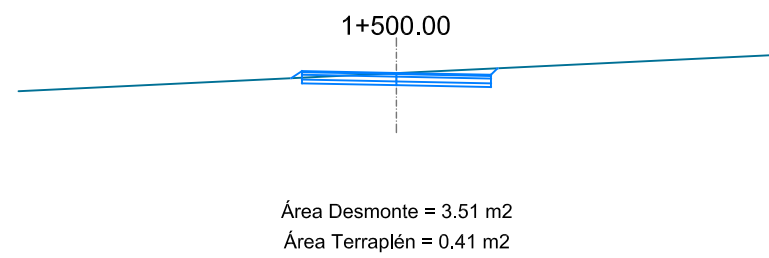 1+500.00
Área Desmonte = 3.51 m2
Área Terraplén = 0.41 m2